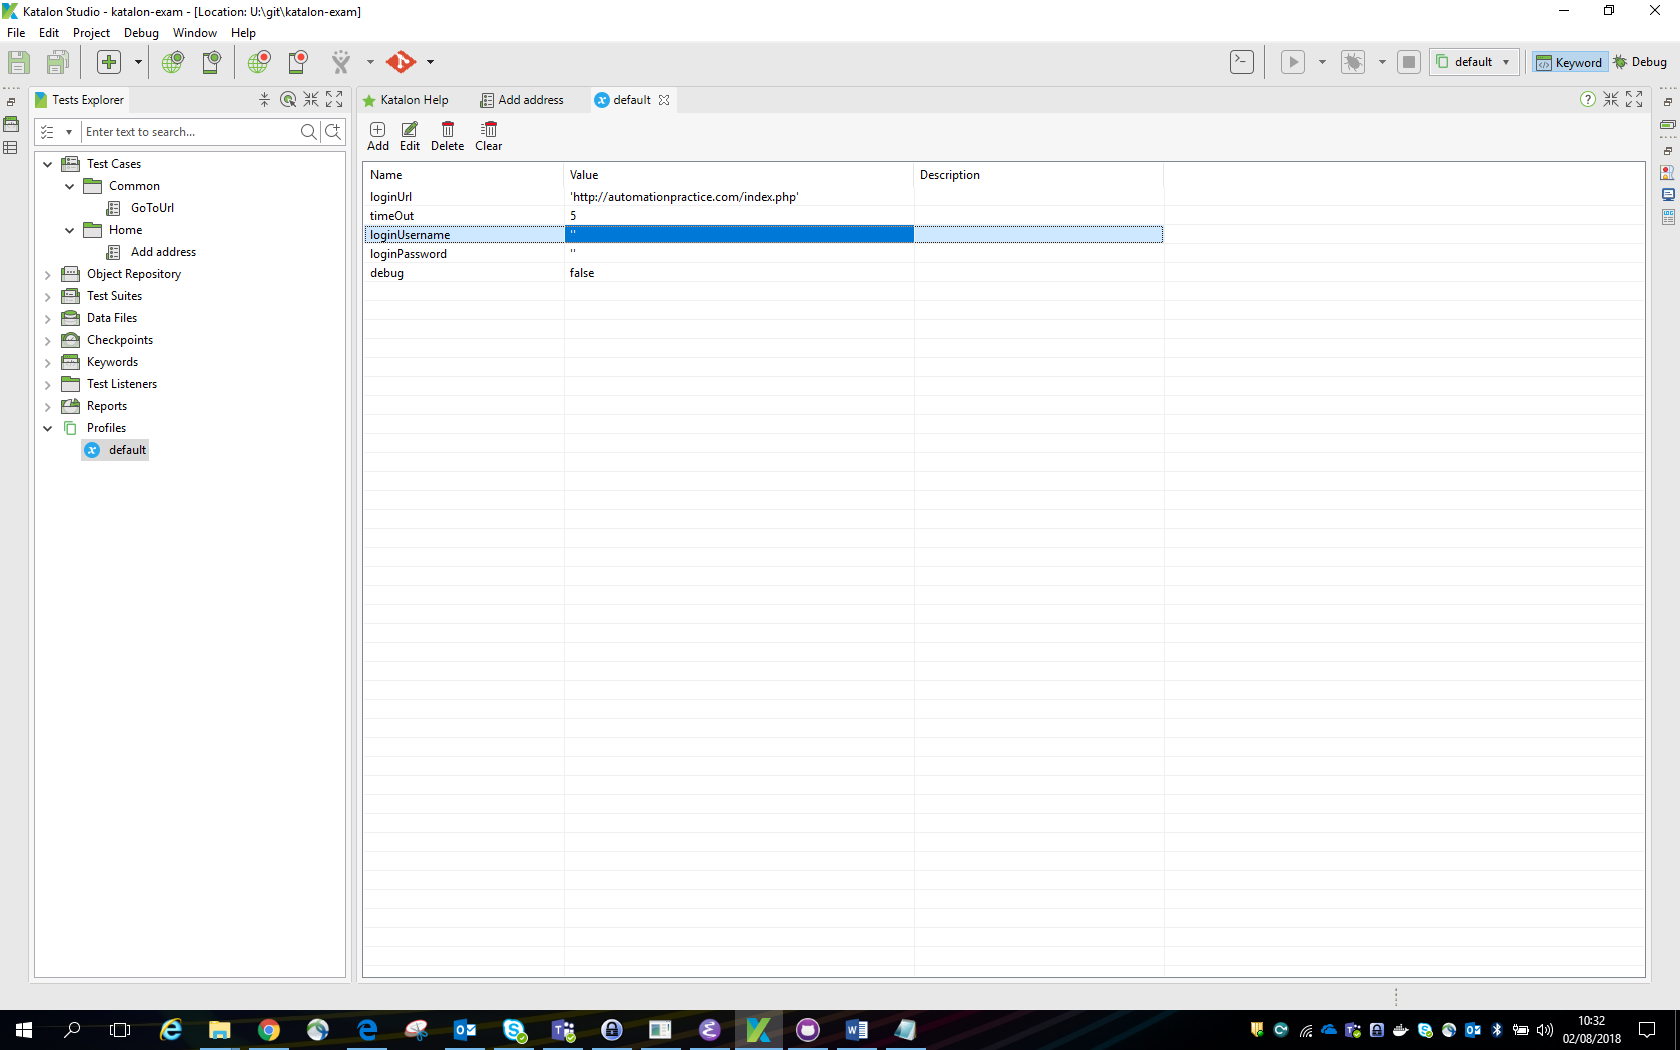 Katalon Studio - katalon-exam - [Location: U:\git\katalon-exam]
File Edit Project Debug Window Help
default Keyword Debug
Tests Explorer
Katalon Help Add address default
Enter text to search...
Add Edit Delete Clear
Test Cases
Common
GoToUrl
Home
Add address
Object Repository
Test Suites
Data Files
Checkpoints
Keywords
Test Listeners
Reports
Profiles
default
Name Value Description
loginUrl 'http://automationpractice.com/index.php'
timeOut 5
loginUsername ''
loginPassword ''
debug false
10:32
02/08/2018